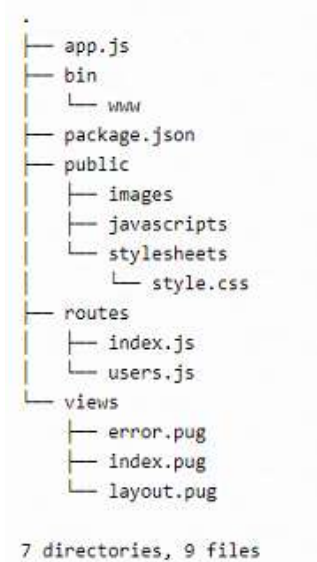 .
├── app.js
├── bin
│   └── www
├── package.json
├── public
│   ├── images
│   ├── javascripts
│   └── stylesheets
│       └── style.css
├── routes
│   ├── index.js
│   └── users.js
└── views
    ├── error.pug
    ├── index.pug
    └── layout.pug

7 directories, 9 files